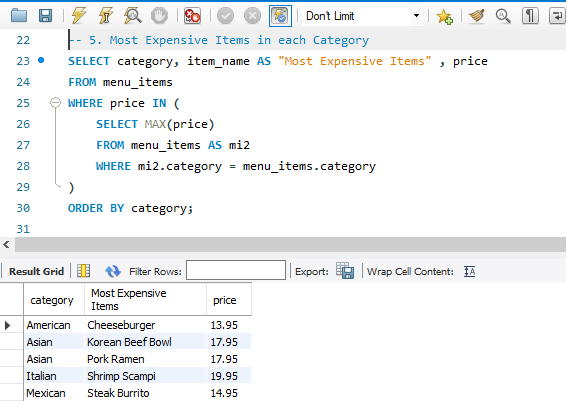 Don't Limit
22 -- 5. Most Expensive Items in each Category
23 SELECT category, item_name AS "Most Expensive Items" , price
24 FROM menu_items
25 WHERE price IN (
26 SELECT MAX(price)
27 FROM menu_items AS mi2
28 WHERE mi2.category = menu_items.category
29 )
30 ORDER BY category;
31
Result Grid Filter Rows: Export: Wrap Cell Content: IA
category Most Expensive Items price
American Cheeseburger 13.95
Asian Korean Beef Bowl 17.95
Asian Pork Ramen 17.95
Italian Shrimp Scampi 19.95
Mexican Steak Burrito 14.95